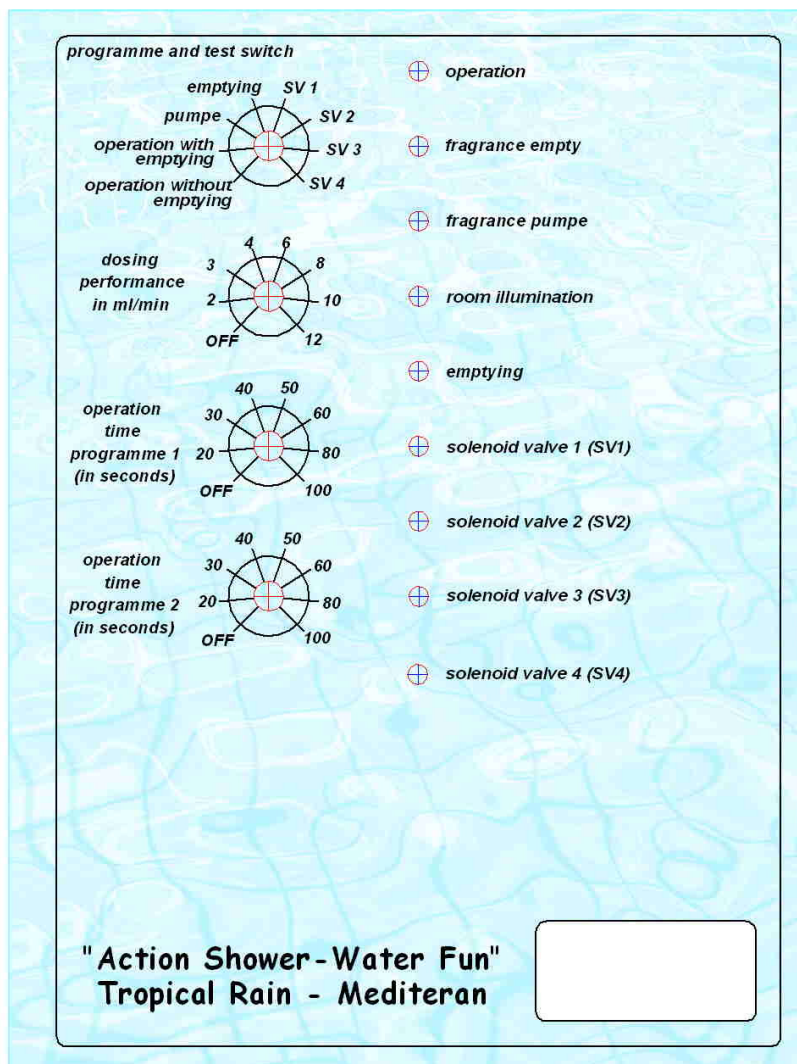 programme and test switch
emptying
SV 1
pumpe
SV 2
operation with
emptying
SV 3
operation without
emptying
SV 4
dosing
performance
in ml/min
4
6
3
8
2
10
OFF
12
operation
time
programme 1
(in seconds)
40
50
30
60
20
80
OFF
100
operation
time
programme 2
(in seconds)
40
50
30
60
20
80
OFF
100
operation
fragrance empty
fragrance pumpe
room illumination
emptying
solenoid valve 1 (SV1)
solenoid valve 2 (SV2)
solenoid valve 3 (SV3)
solenoid valve 4 (SV4)
"Action Shower-Water Fun"
Tropical Rain - Mediteran